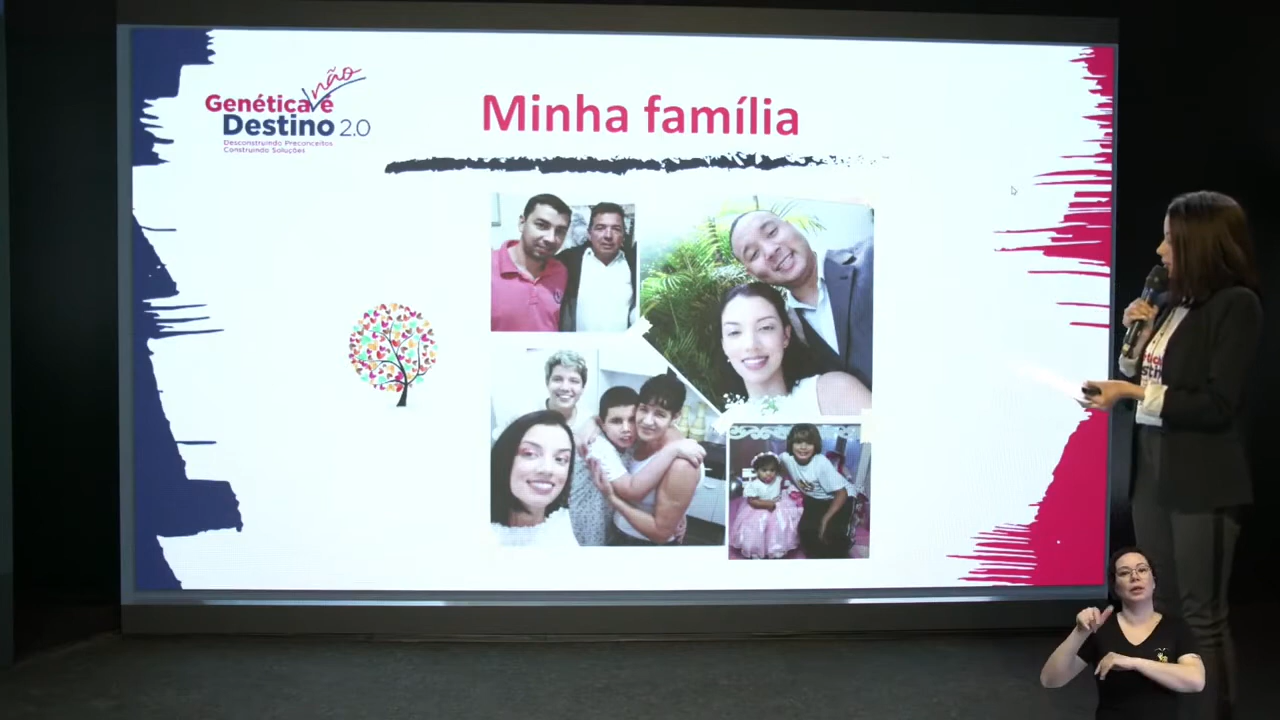 não
Genética é
Destino 2.0
Desconstruindo Preconceitos
Construindo Soluções
Minha família